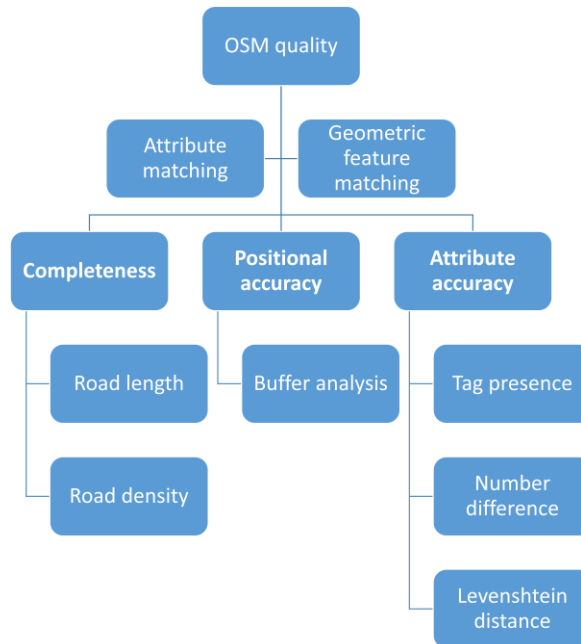 OSM quality
Attribute
matching
Geometric
feature
matching
Completeness
Positional
accuracy
Attribute
accuracy
Road length
Buffer analysis
Tag presence
Road density
Number
difference
Levenshtein
distance